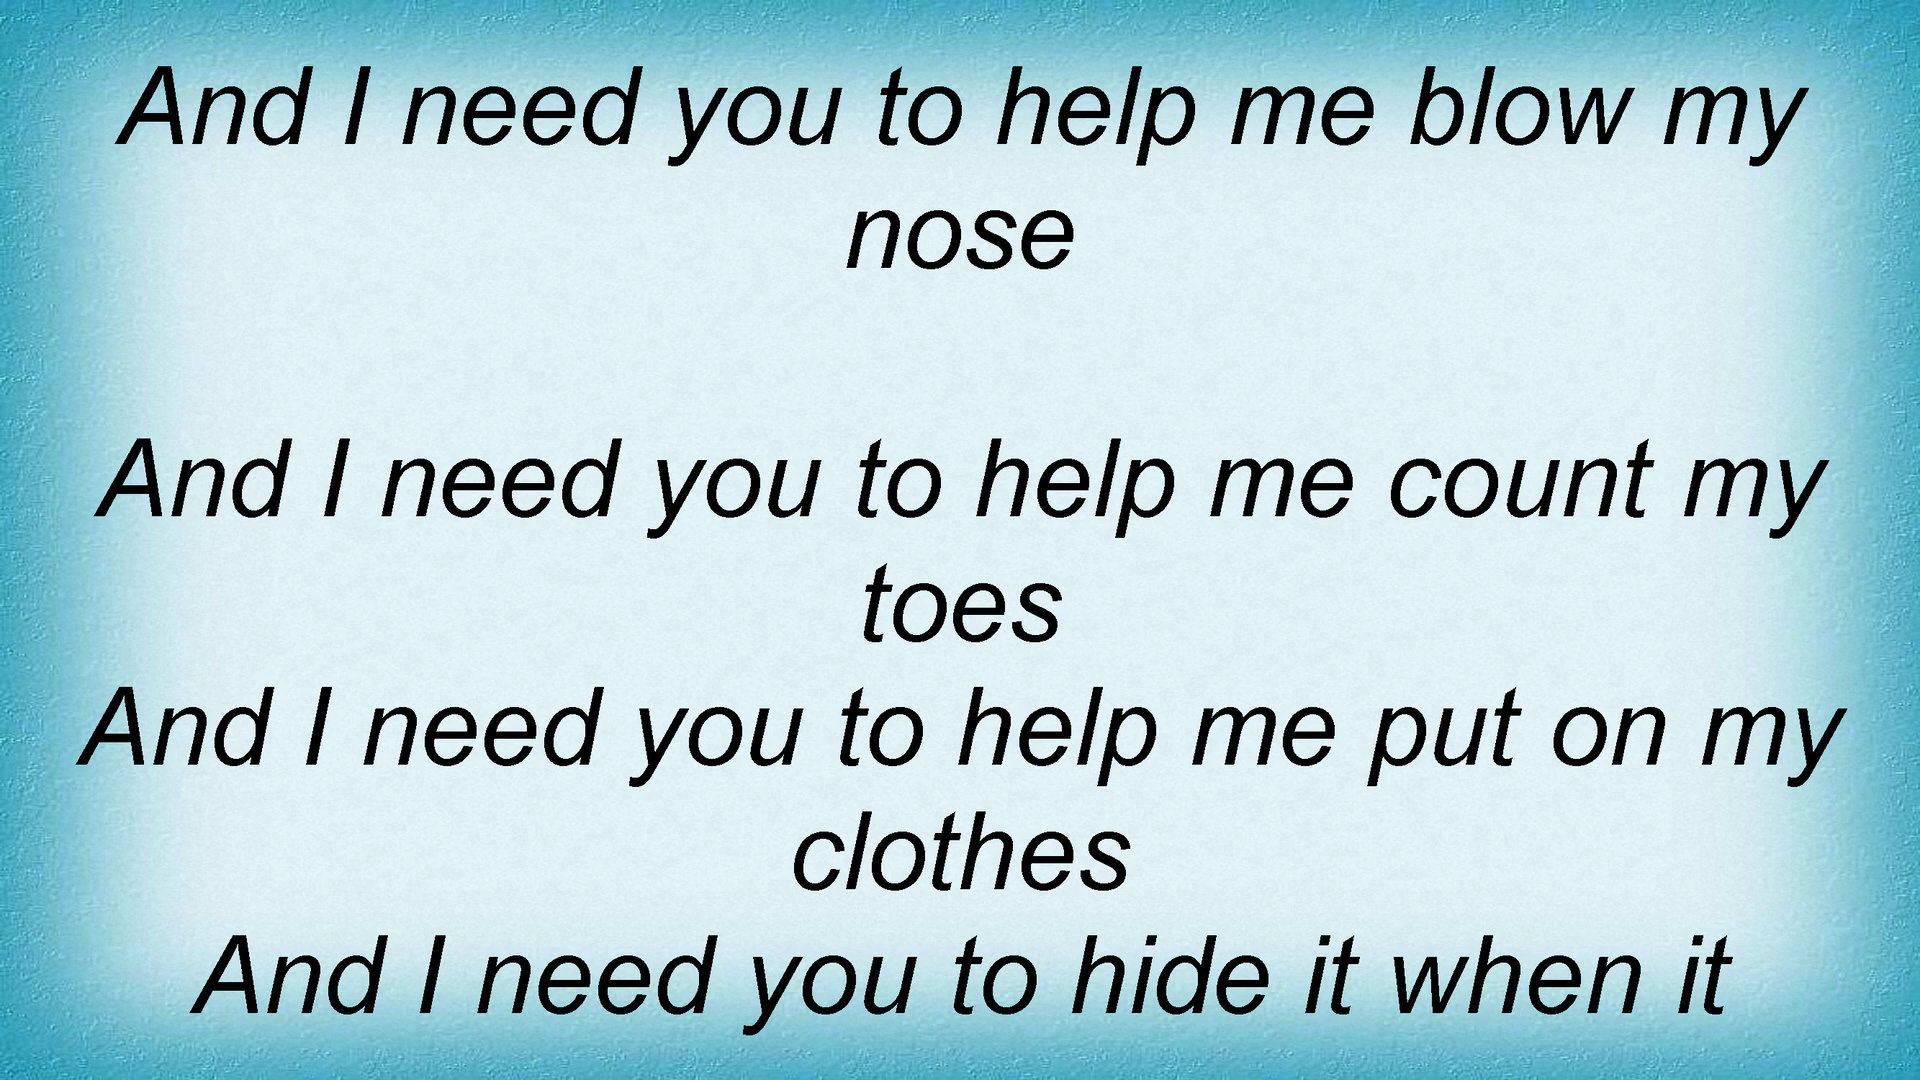 And I need you to help me blow my
nose
And I need you to help me count my
toes
And I need you to help me put on my
clothes
And I need you to hide it when it